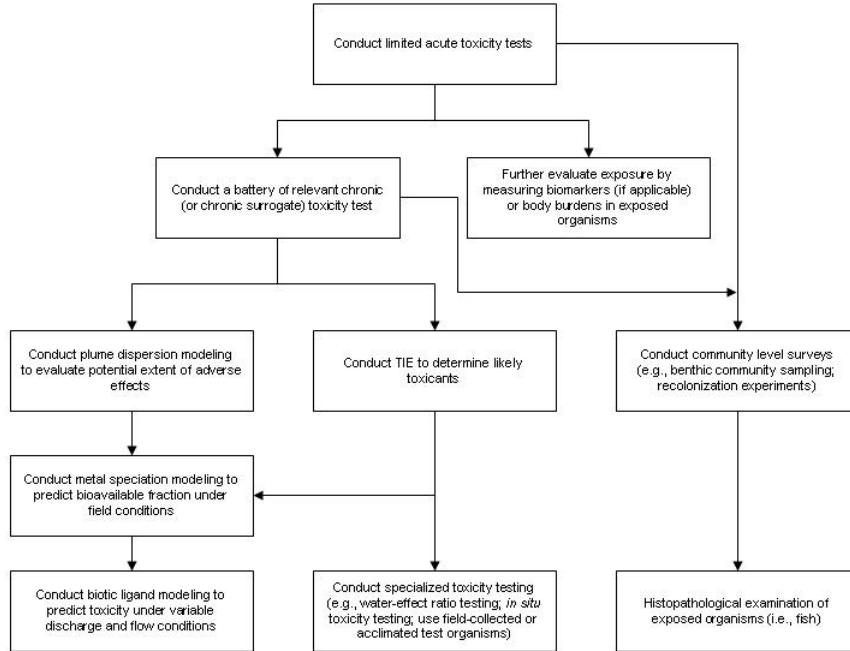 Conduct limited acute toxicity tests
Conduct a battery of relevant chronic
(or chronic surrogate) toxicity test
Further evaluate exposure by
measuring biomarkers (if applicable)
or body burdens in exposed
organisms
Conduct plume dispersion modeling
to evaluate potential extent of adverse
effects
Conduct TIE to determine likely
toxicants
Conduct community level surveys
(e.g., benthic community sampling;
recolonization experiments)
Conduct metal speciation modeling to
predict bioavailable fraction under
field conditions
Conduct biotic ligand modeling to
predict toxicity under variable
discharge and flow conditions
Conduct specialized toxicity testing
(e.g., water-effect ratio testing; in situ
toxicity testing; use field-collected or
acclimated test organisms)
Histopathological examination of
exposed organisms (i.e., fish)